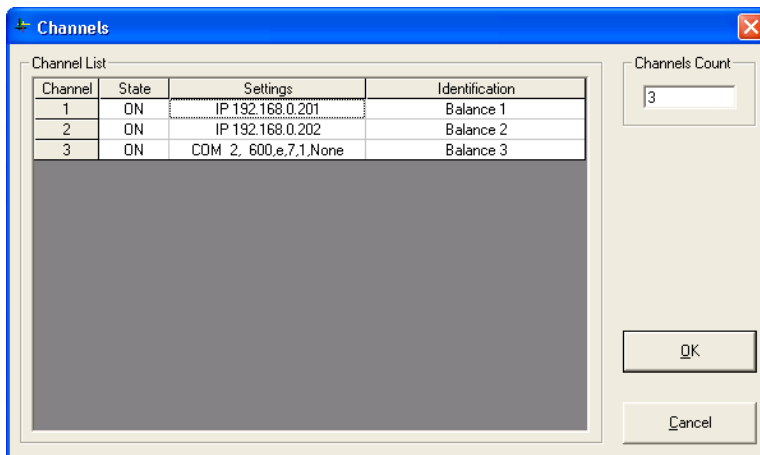 Channels
Channel List
Channel State Settings Identification
1 ON IP 192.168.0.201 Balance 1
2 ON IP 192.168.0.202 Balance 2
3 ON COM 2, 600,e,7,1,None Balance 3
Channels Count
3
OK
Cancel